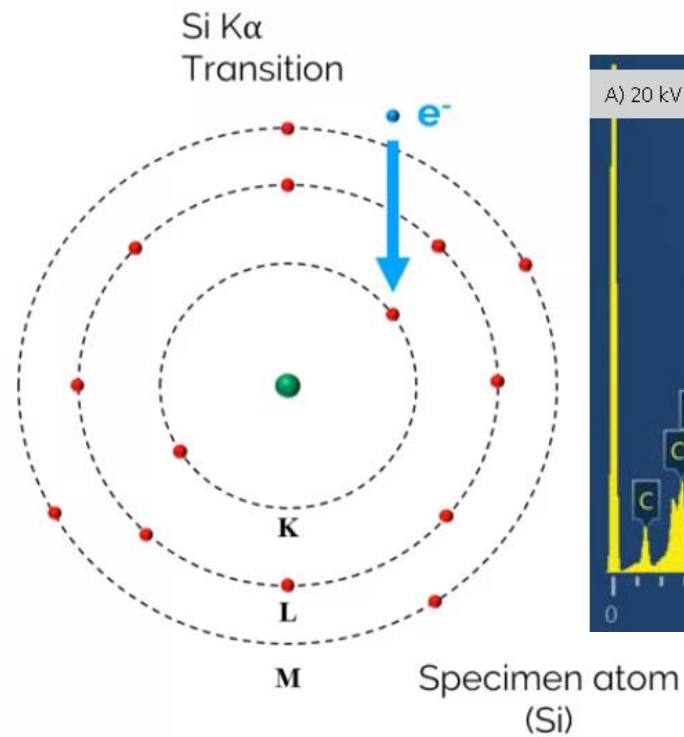 Si Kα
Transition
e⁻
A) 20 kV
C
C
0
K
L
M
Specimen atom
(Si)